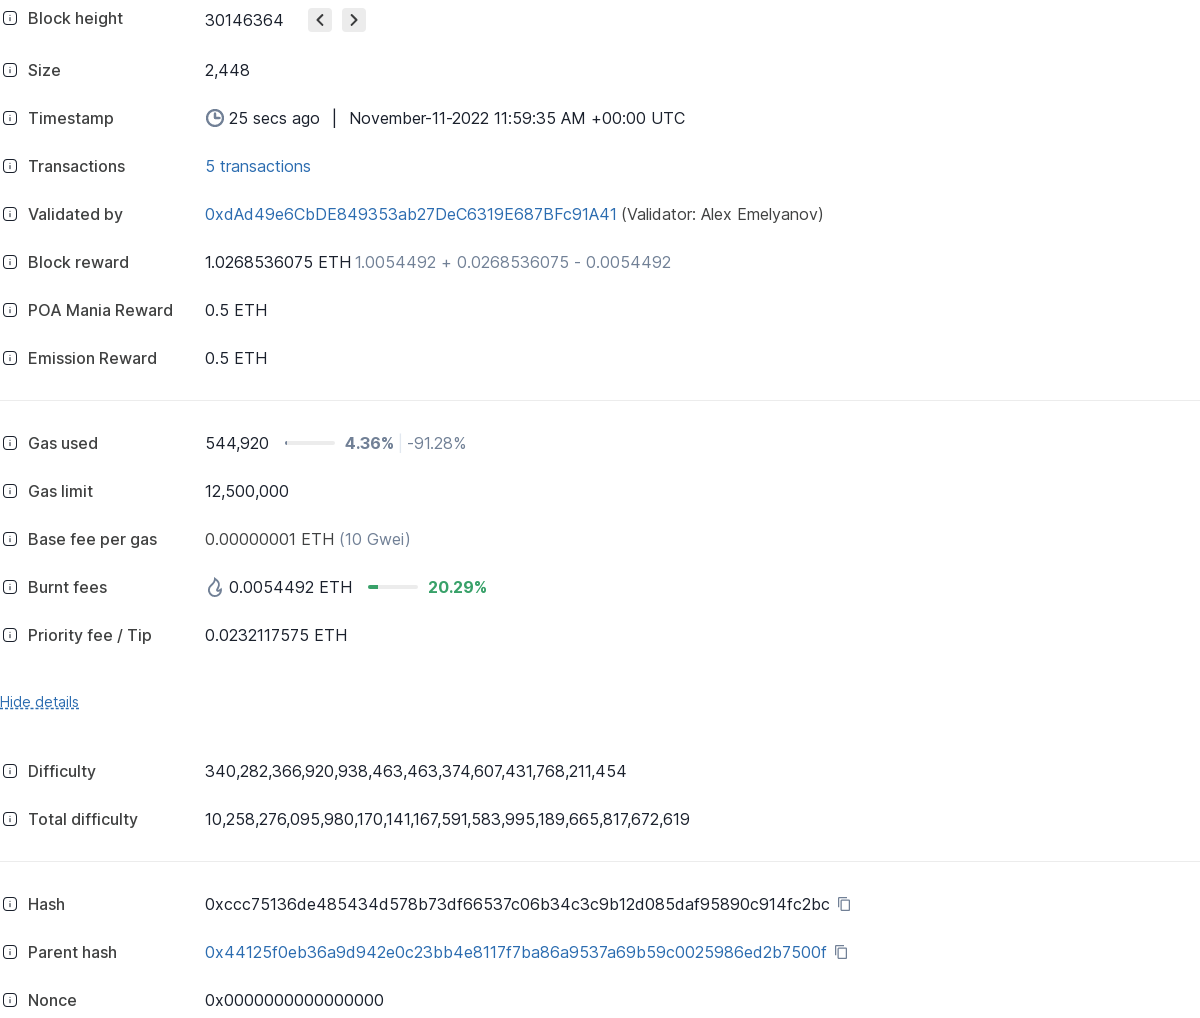 Block height 30146364
Size 2,448
Timestamp 25 secs ago | November-11-2022 11:59:35 AM +00:00 UTC
Transactions 5 transactions
Validated by 0xdAd49e6CbDE849353ab27DeC6319E687BFc91A41 (Validator: Alex Emelyanov)
Block reward 1.0268536075 ETH 1.0054492 + 0.0268536075 - 0.0054492
POA Mania Reward 0.5 ETH
Emission Reward 0.5 ETH
Gas used 544,920 4.36% -91.28%
Gas limit 12,500,000
Base fee per gas 0.00000001 ETH (10 Gwei)
Burnt fees 0.0054492 ETH 20.29%
Priority fee / Tip 0.0232117575 ETH
Hide details
Difficulty 340,282,366,920,938,463,463,374,607,431,768,211,454
Total difficulty 10,258,276,095,980,170,141,167,591,583,995,189,665,817,672,619
Hash 0xccc75136de485434d578b73df66537c06b34c3c9b12d085daf95890c914fc2bc
Parent hash 0x44125f0eb36a9d942e0c23bb4e8117f7ba86a9537a69b59c0025986ed2b7500f
Nonce 0x0000000000000000